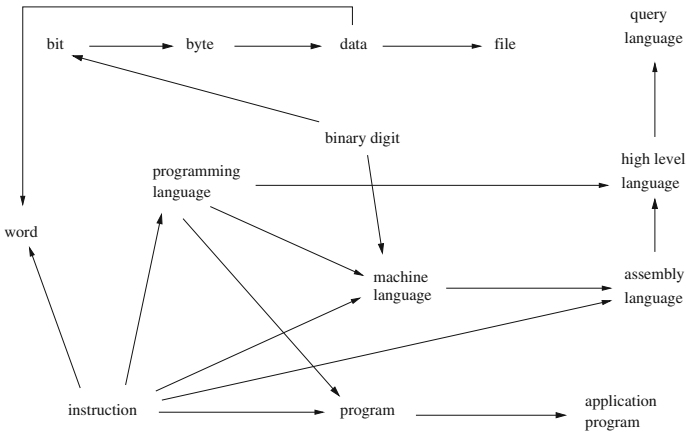 query
language
bit
byte
data
file
binary digit
high level
language
programming
language
word
machine
language
assembly
language
instruction
program
application
program